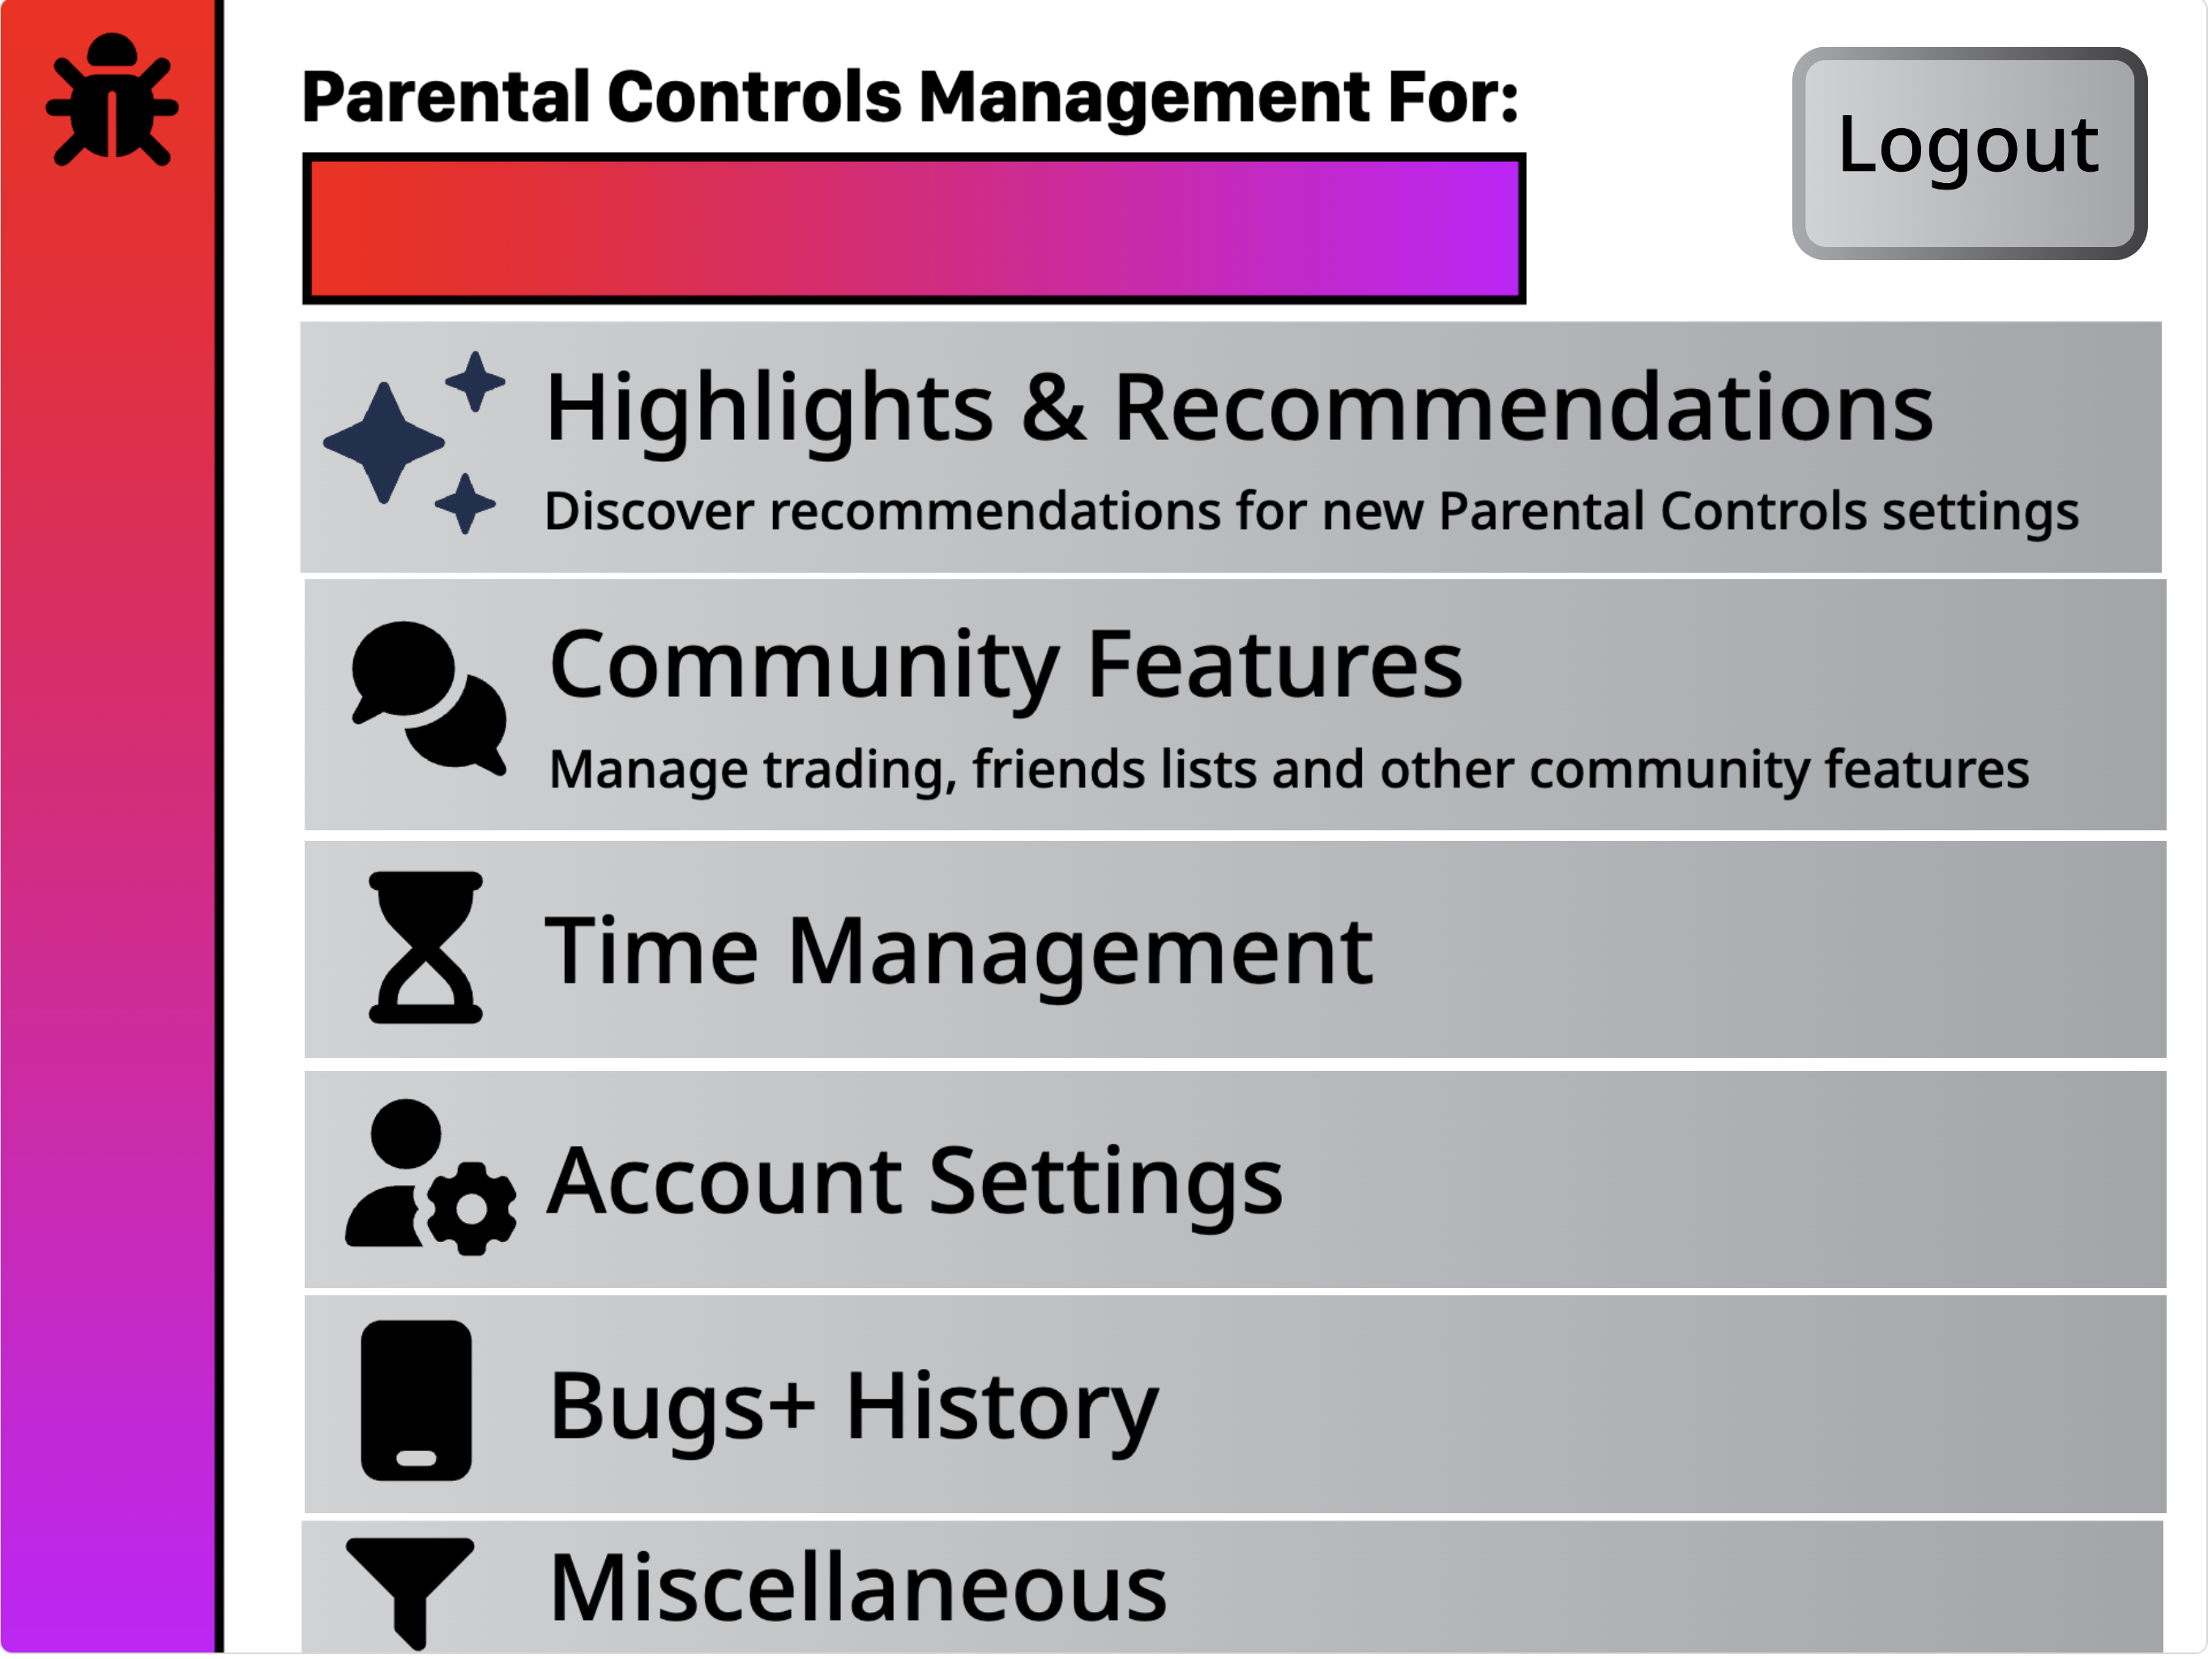 Parental Controls Management For:
Logout
Highlights & Recommendations
Discover recommendations for new Parental Controls settings
Community Features
Manage trading, friends lists and other community features
Time Management
Account Settings
Bugs+ History
Miscellaneous